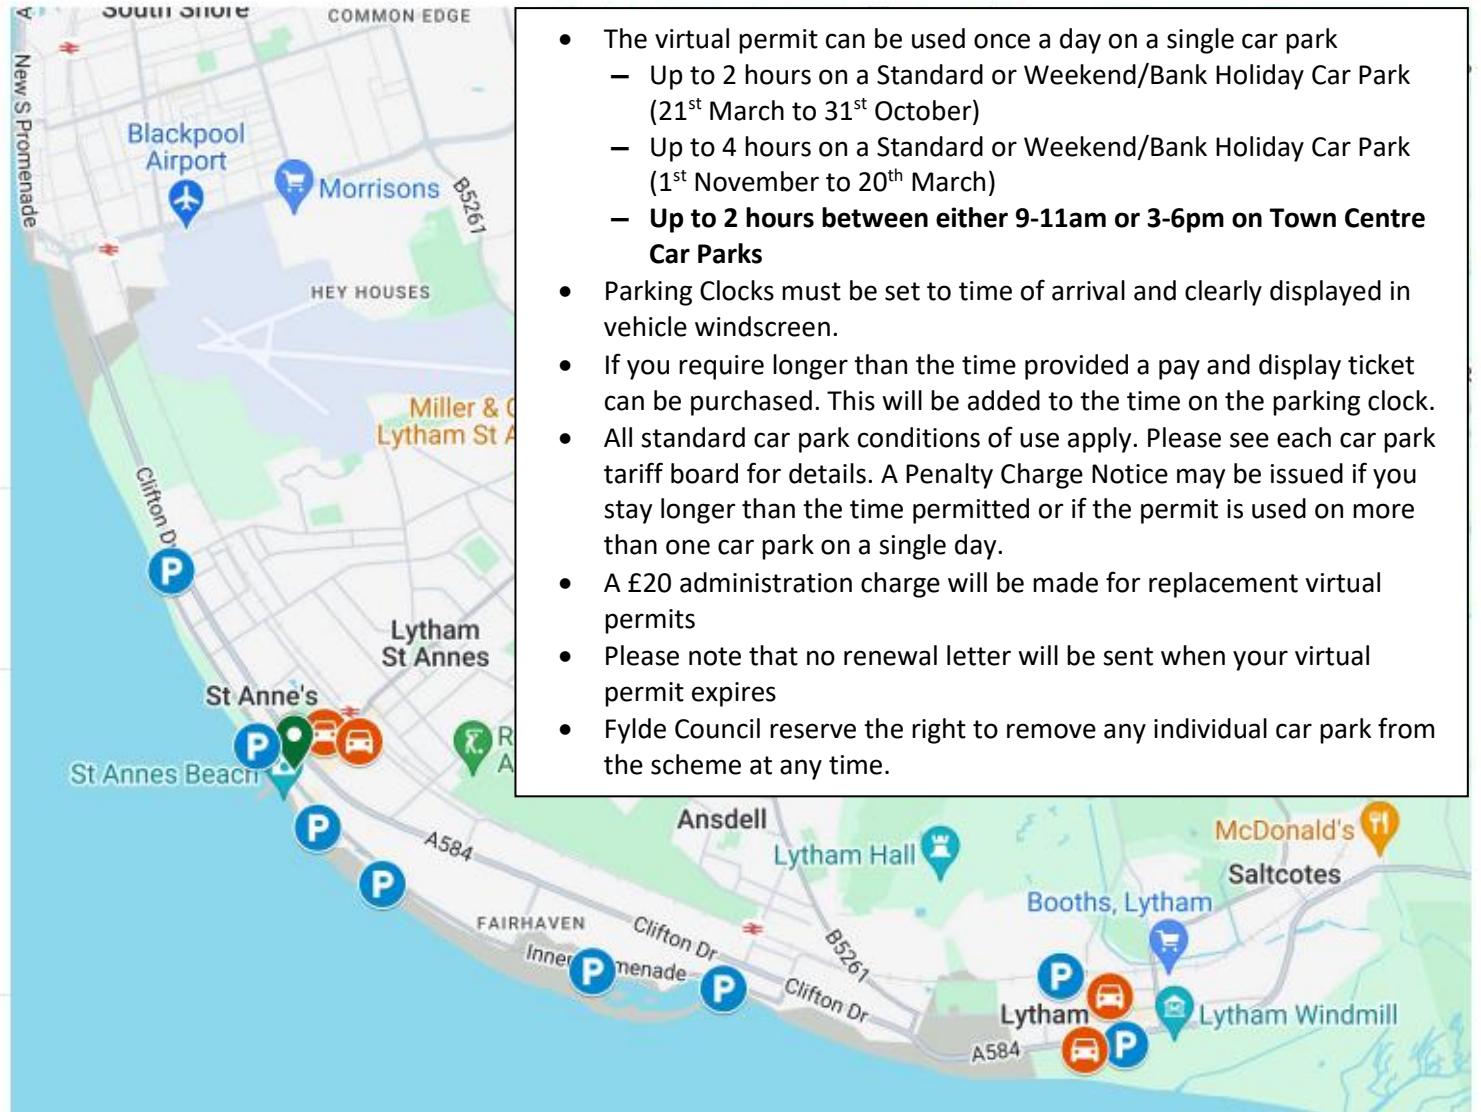 South Shore
COMMON EDGE
New S Promenade
Blackpool
Airport
Morrisons
B5261
HEY HOUSES
Miller &
Lytham St A
Clifton D
Lytham
St Annes
St Anne's
St Annes Beach
R
A
P
P
P
P
P
P
P
P
A584
Ansdell
Lytham Hall
McDonald's
Saltcotes
Booths, Lytham
FAIRHAVEN
Clifton Dr
B5261
Inner
menade
Clifton Dr
Lytham
Lytham Windmill
A584
• The virtual permit can be used once a day on a single car park
– Up to 2 hours on a Standard or Weekend/Bank Holiday Car Park
(21st March to 31st October)
– Up to 4 hours on a Standard or Weekend/Bank Holiday Car Park
(1st November to 20th March)
– Up to 2 hours between either 9-11am or 3-6pm on Town Centre
Car Parks
• Parking Clocks must be set to time of arrival and clearly displayed in
vehicle windscreen.
• If you require longer than the time provided a pay and display ticket
can be purchased. This will be added to the time on the parking clock.
• All standard car park conditions of use apply. Please see each car park
tariff board for details. A Penalty Charge Notice may be issued if you
stay longer than the time permitted or if the permit is used on more
than one car park on a single day.
• A £20 administration charge will be made for replacement virtual
permits
• Please note that no renewal letter will be sent when your virtual
permit expires
• Fylde Council reserve the right to remove any individual car park from
the scheme at any time.